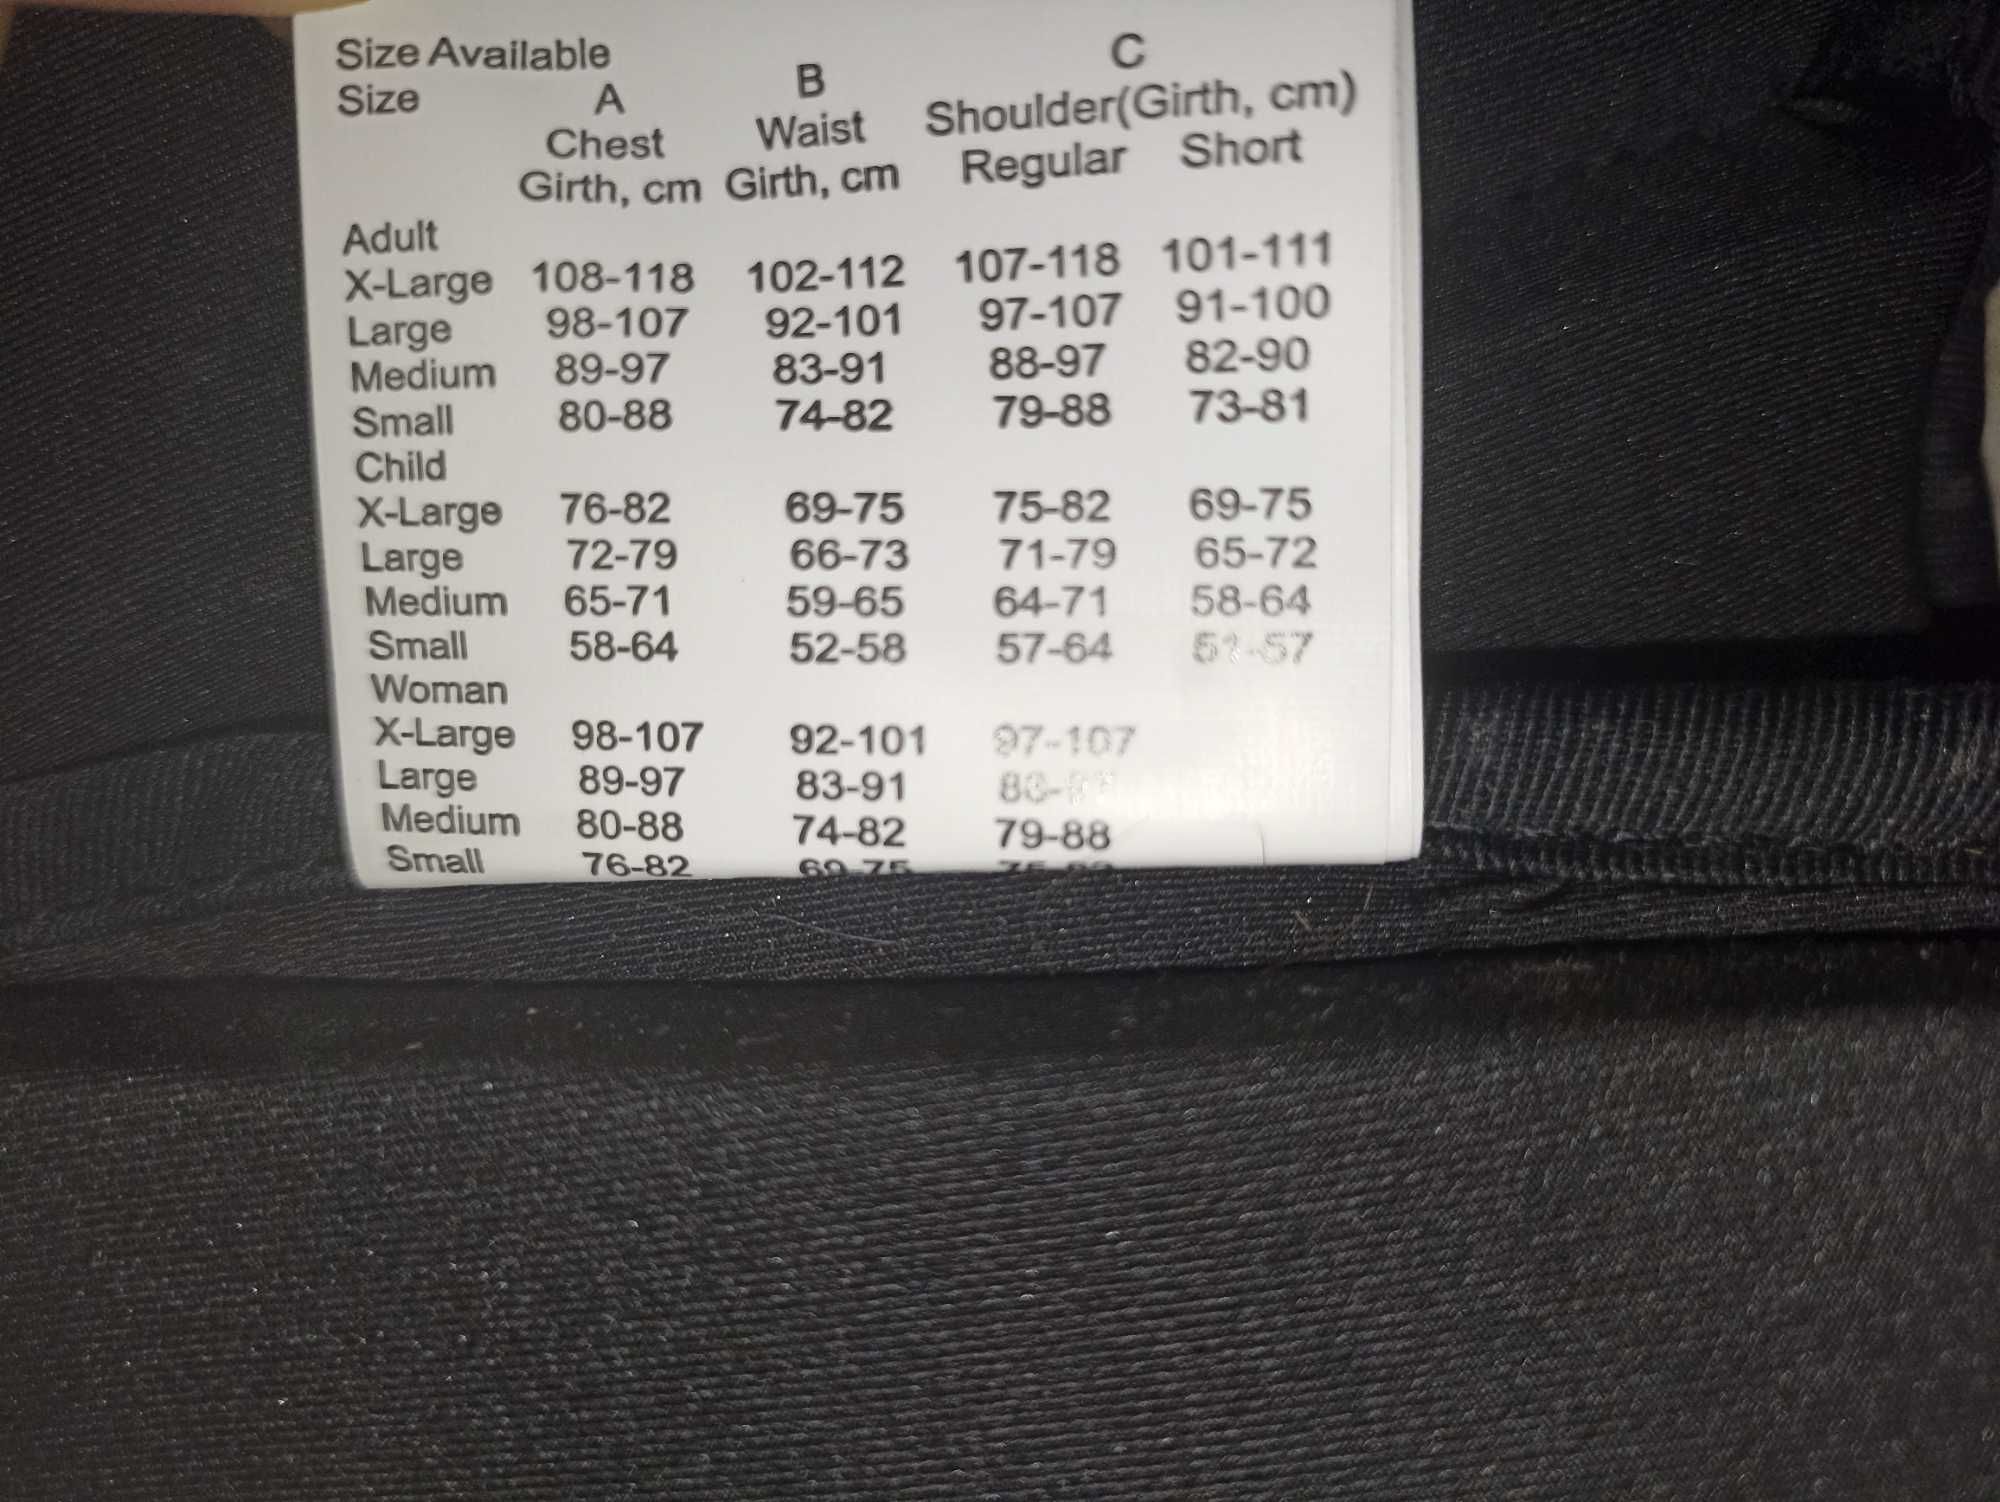 Size Available
Size A B C
Chest Waist Shoulder(Girth, cm)
Girth, cm Girth, cm Regular Short
Adult
X-Large 108-118 102-112 107-118 101-111
Large 98-107 92-101 97-107 91-100
Medium 89-97 83-91 88-97 82-90
Small 80-88 74-82 79-88 73-81
Child
X-Large 76-82 69-75 75-82 69-75
Large 72-79 66-73 71-79 65-72
Medium 65-71 59-65 64-71 58-64
Small 58-64 52-58 57-64 51-57
Woman
X-Large 98-107 92-101 97-107
Large 89-97 83-91
Medium 80-88 74-82 79-88
Small 76-82 69-75